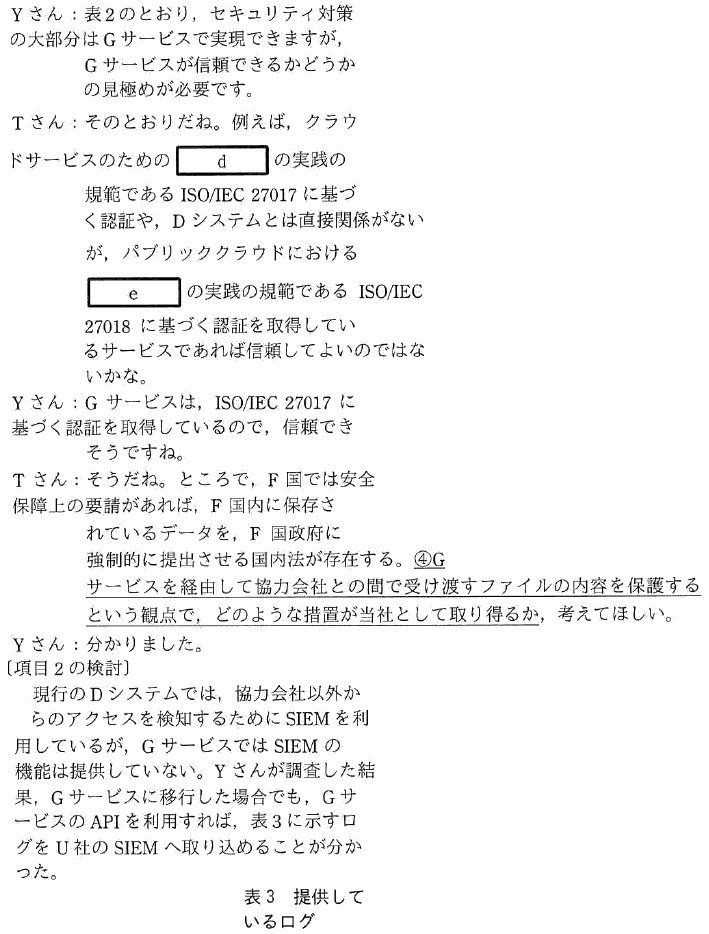 Yさん：表2のとおり，セキュリティ対策
の大部分はGサービスで実現できますが，
Gサービスが信頼できるかどうか
の見極めが必要です。
Tさん：そのとおりだね。例えば，クラウ
ドサービスのための d の実践の
規範である ISO/IEC 27017 に基づ
く認証や，Dシステムとは直接関係がない
が，パブリッククラウドにおける
e の実践の規範である ISO/IEC
27018 に基づく認証を取得してい
るサービスであれば信頼してよいのではな
いかな。
Yさん：G サービスは，ISO/IEC 27017 に
基づく認証を取得しているので，信頼でき
そうですね。
Tさん：そうだね。ところで，F 国では安全
保障上の要請があれば，F 国内に保存さ
れているデータを，F 国政府に
強制的に提出させる国内法が存在する。④G
サービスを経由して協力会社との間で受け渡すファイルの内容を保護する
という観点で，どのような措置が当社として取り得るか，考えてほしい。
Yさん：分かりました。
〔項目2の検討〕
現行のDシステムでは，協力会社以外か
らのアクセスを検知するためにSIEMを利
用しているが，GサービスではSIEMの
機能は提供していない。Yさんが調査した結
果，Gサービスに移行した場合でも，Gサ
ービスのAPIを利用すれば，表3に示すロ
グをU社のSIEMへ取り込めることが分か
った。
表3 提供して
いるログ